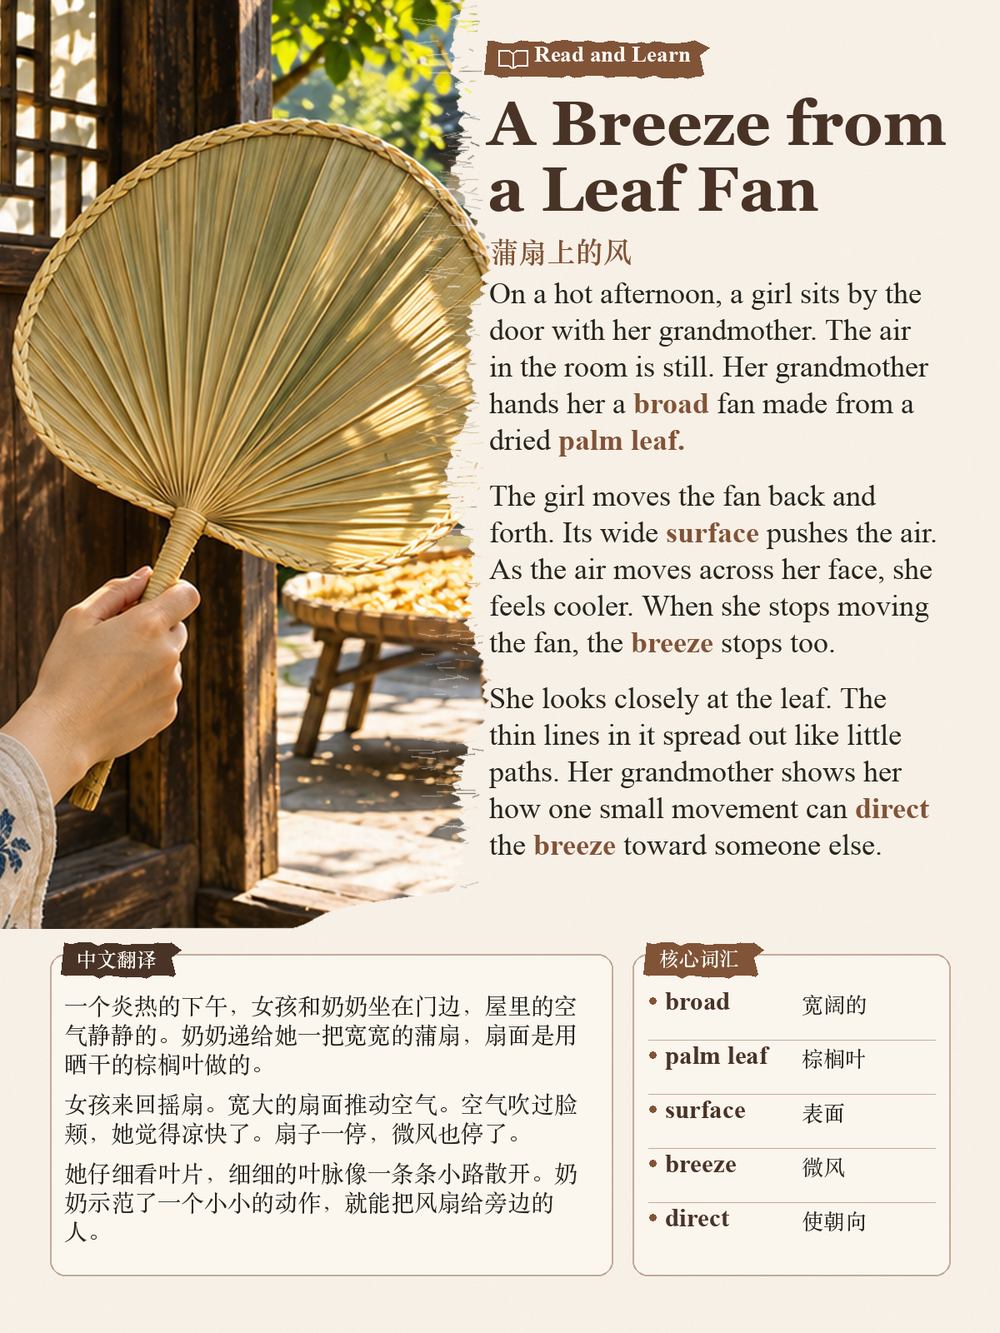 Read and Learn
A Breeze from
a Leaf Fan
蒲扇上的风
On a hot afternoon, a girl sits by the
door with her grandmother. The air
in the room is still. Her grandmother
hands her a broad fan made from a
dried palm leaf.
The girl moves the fan back and
forth. Its wide surface pushes the air.
As the air moves across her face, she
feels cooler. When she stops moving
the fan, the breeze stops too.
She looks closely at the leaf. The
thin lines in it spread out like little
paths. Her grandmother shows her
how one small movement can direct
the breeze toward someone else.
中文翻译
一个炎热的下午，女孩和奶奶坐在门边，屋里的空
气静静的。奶奶递给她一把宽宽的蒲扇，扇面是用
晒干的棕榈叶做的。
女孩来回摇扇。宽大的扇面推动空气。空气吹过脸
颊，她觉得凉快了。扇子一停，微风也停了。
她仔细看叶片，细细的叶脉像一条条小路散开。奶
奶示范了一个小小的动作，就能把风扇给旁边的
人。
核心词汇
• broad 宽阔的
• palm leaf 棕榈叶
• surface 表面
• breeze 微风
• direct 使朝向